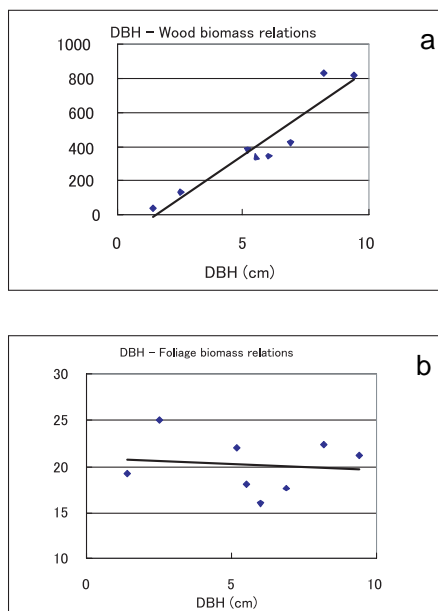 DBH – Wood biomass relations
a
1000
800
600
400
200
0
0 5 10
DBH (cm)
DBH – Foliage biomass relations
b
30
25
20
15
10
0 5 10
DBH (cm)